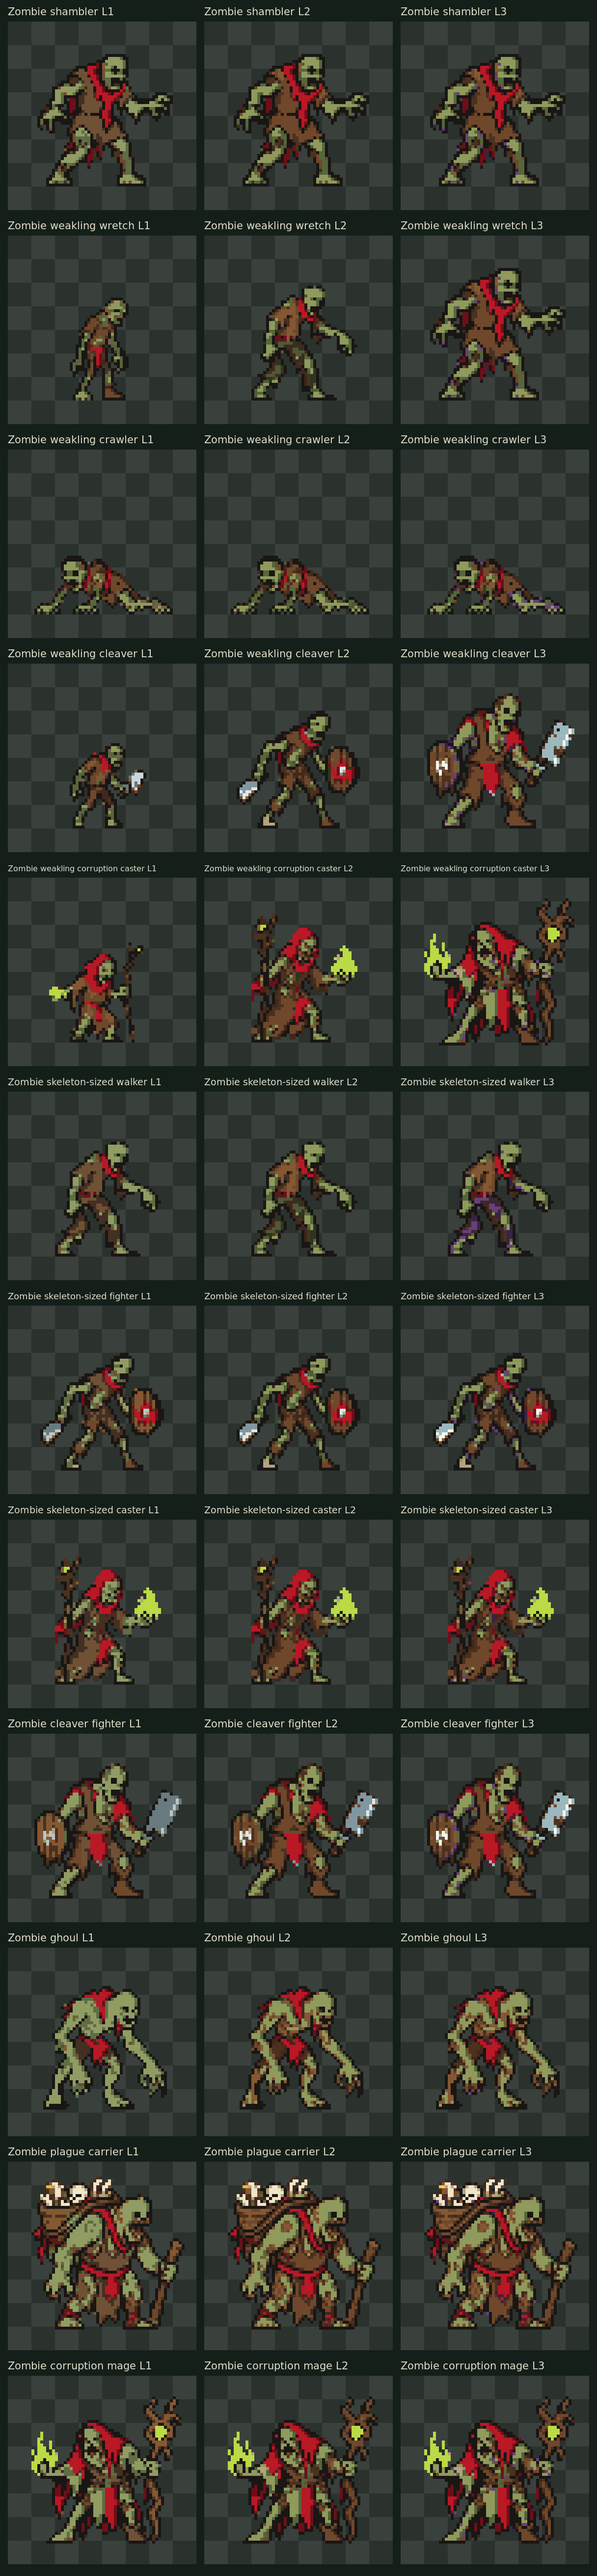 Zombie shambler L1
Zombie shambler L2
Zombie shambler L3
Zombie weakling wretch L1
Zombie weakling wretch L2
Zombie weakling wretch L3
Zombie weakling crawler L1
Zombie weakling crawler L2
Zombie weakling crawler L3
Zombie weakling cleaver L1
Zombie weakling cleaver L2
Zombie weakling cleaver L3
Zombie weakling corruption caster L1
Zombie weakling corruption caster L2
Zombie weakling corruption caster L3
Zombie skeleton-sized walker L1
Zombie skeleton-sized walker L2
Zombie skeleton-sized walker L3
Zombie skeleton-sized fighter L1
Zombie skeleton-sized fighter L2
Zombie skeleton-sized fighter L3
Zombie skeleton-sized caster L1
Zombie skeleton-sized caster L2
Zombie skeleton-sized caster L3
Zombie cleaver fighter L1
Zombie cleaver fighter L2
Zombie cleaver fighter L3
Zombie ghoul L1
Zombie ghoul L2
Zombie ghoul L3
Zombie plague carrier L1
Zombie plague carrier L2
Zombie plague carrier L3
Zombie corruption mage L1
Zombie corruption mage L2
Zombie corruption mage L3